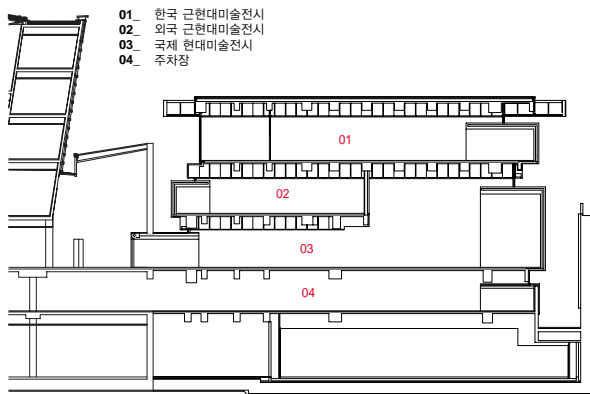 01_ 한국 근현대미술전시
02_ 외국 근현대미술전시
03_ 국제 현대미술전시
04_ 주차장
01
02
03
04